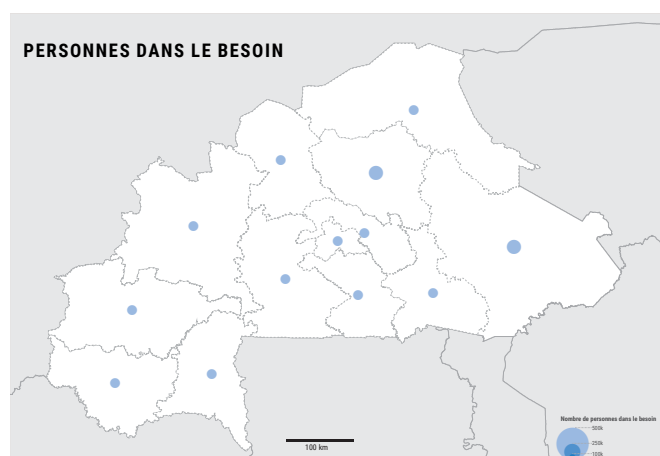 PERSONNES DANS LE BESOIN
Nombre de personnes dans le besoin
500k
250k
100k
100 km